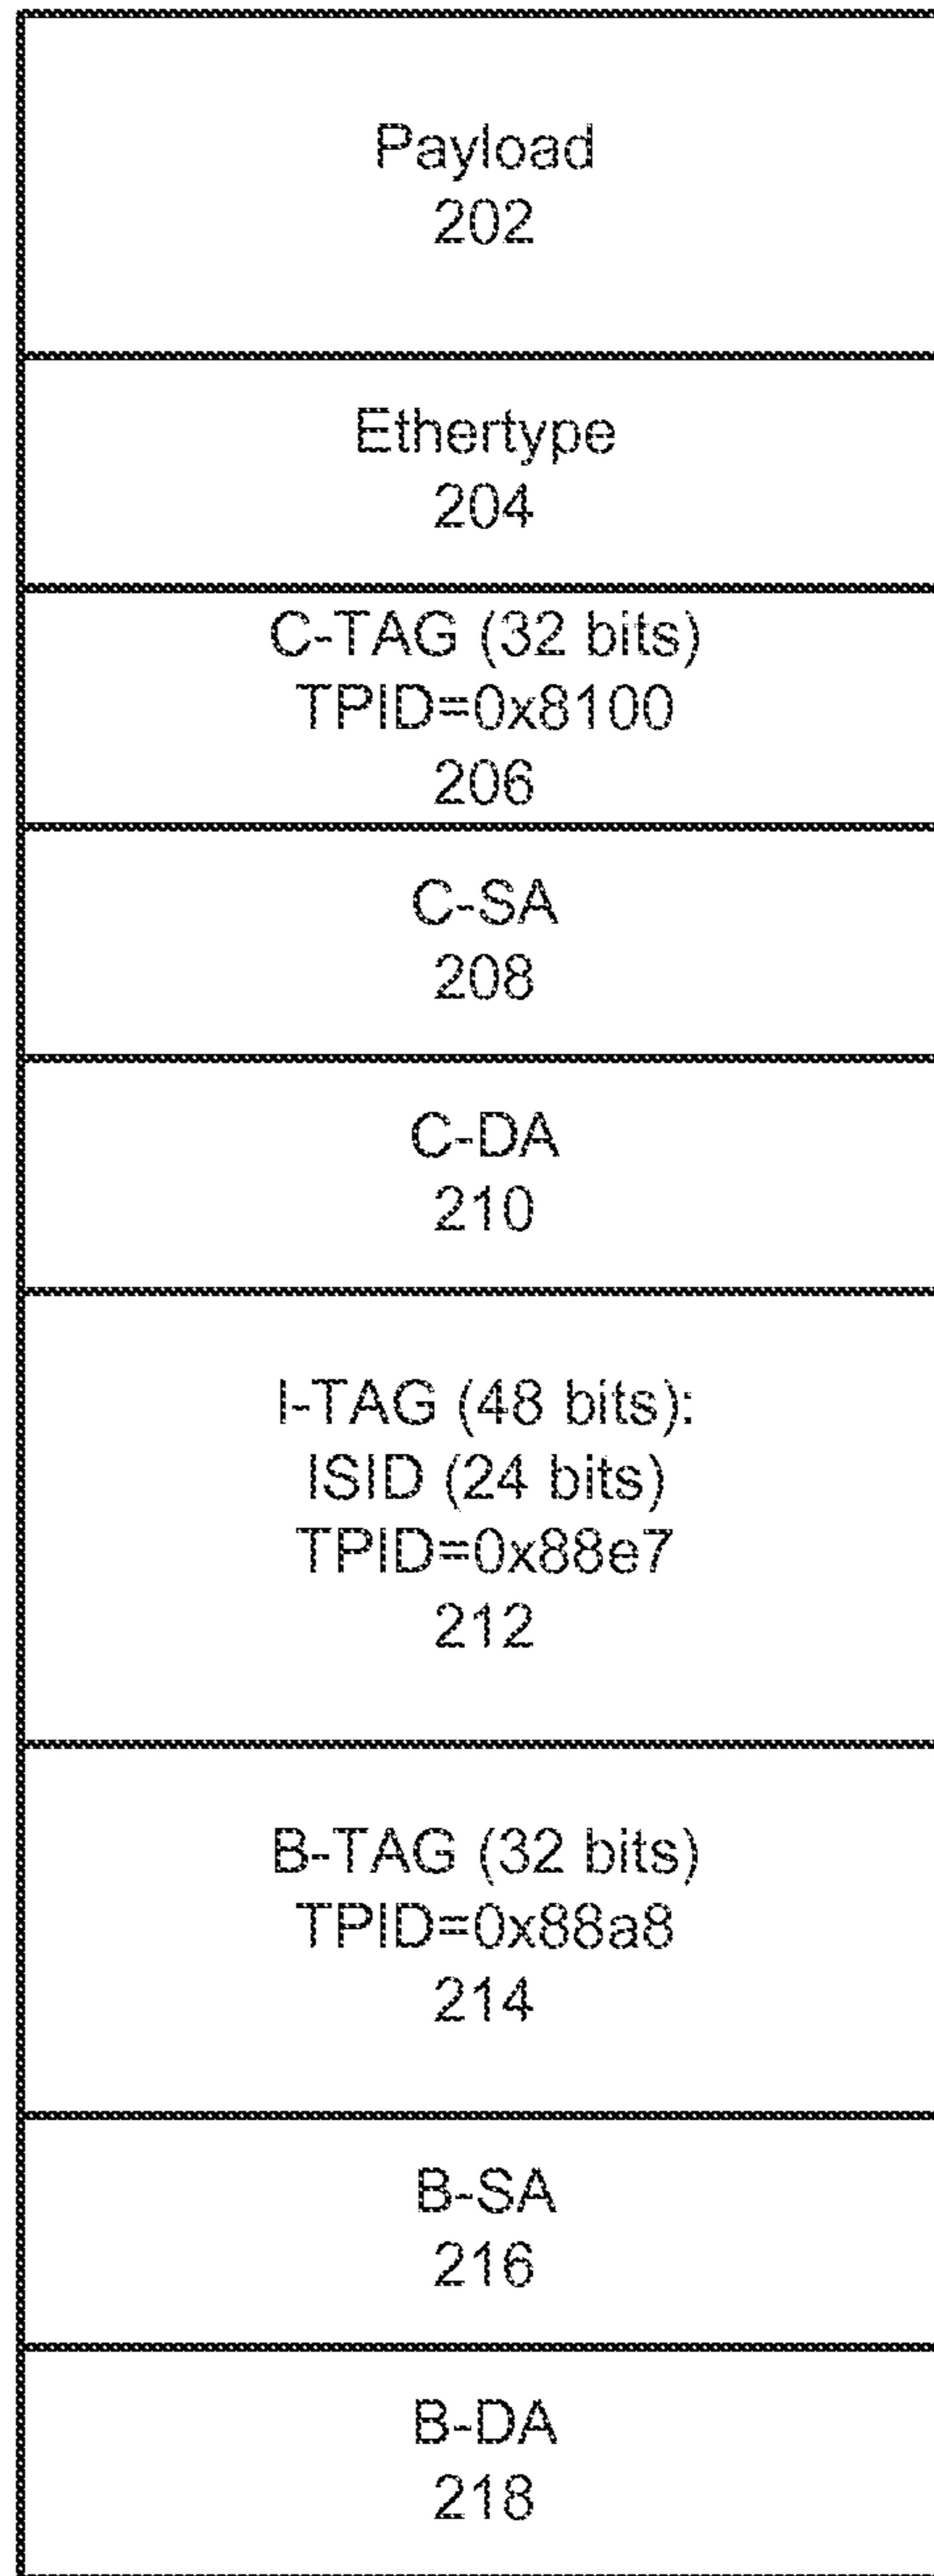 Payload
202
Ethertype
204
C-TAG (32 bits)
TPID=0x8100
206
C-SA
208
C-DA
210
I-TAG (48 bits):
ISID (24 bits)
TPID=0x88e7
212
B-TAG (32 bits)
TPID=0x88a8
214
B-SA
216
B-DA
218